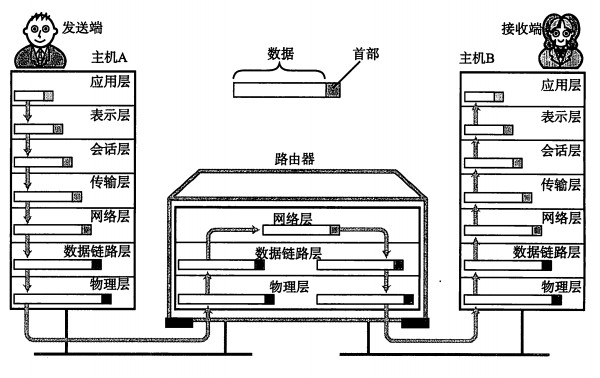 发送端
接收端
主机A
主机B
数据
首部
应用层
表示层
会话层
传输层
网络层
数据链路层
物理层
路由器
网络层
数据链路层
物理层
应用层
表示层
会话层
传输层
网络层
数据链路层
物理层